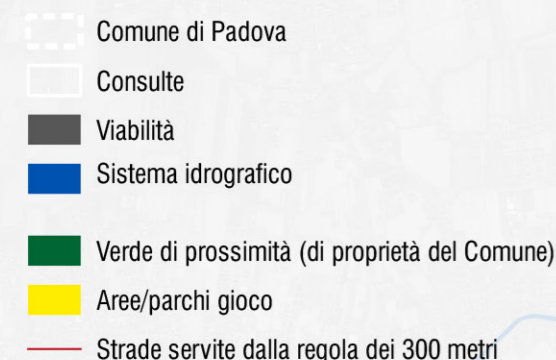 Comune di Padova
Consulte
Viabilità
Sistema idrografico
Verde di prossimità (di proprietà del Comune)
Aree/parchi gioco
Strade servite dalla regola dei 300 metri